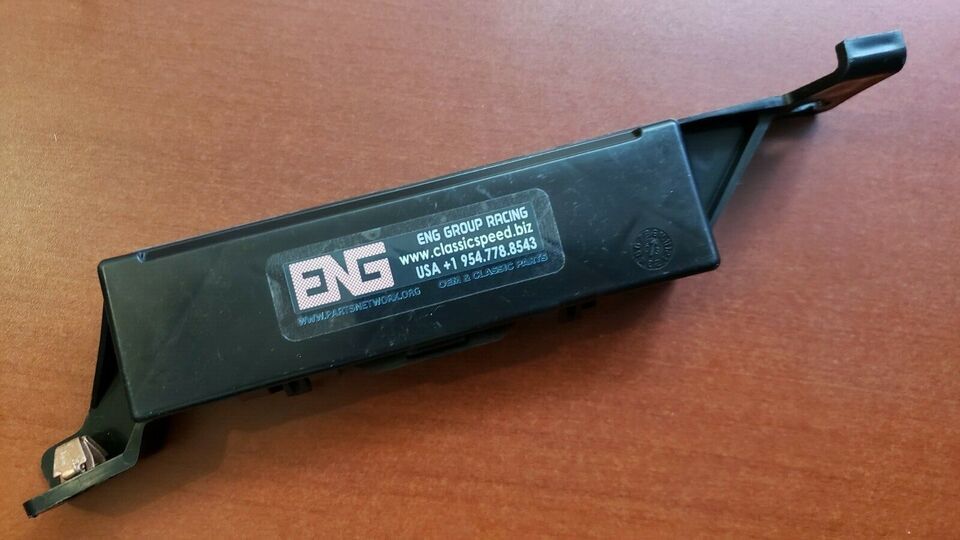 ENG
ENG GROUP RACING
www.classicspeed.biz
USA +1 954.778.8543
WWW.PARTSNETWORK.ORG OEM & CLASSIC PARTS